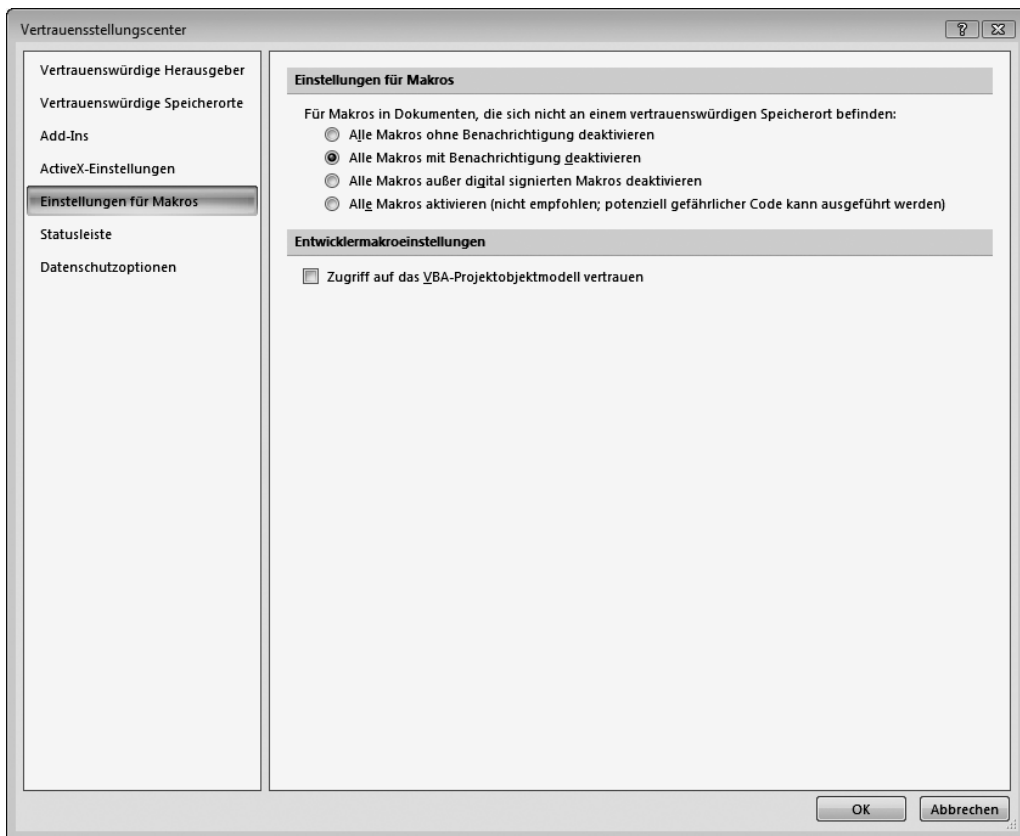 Vertrauensstellungscenter
Vertrauenswürdige Herausgeber
Vertrauenswürdige Speicherorte
Add-Ins
ActiveX-Einstellungen
Einstellungen für Makros
Statusleiste
Datenschutzoptionen
Einstellungen für Makros
Für Makros in Dokumenten, die sich nicht an einem vertrauenswürdigen Speicherort befinden:
Alle Makros ohne Benachrichtigung deaktivieren
Alle Makros mit Benachrichtigung deaktivieren
Alle Makros außer digital signierten Makros deaktivieren
Alle Makros aktivieren (nicht empfohlen; potenziell gefährlicher Code kann ausgeführt werden)
Entwicklermakroeinstellungen
Zugriff auf das VBA-Projektobjektmodell vertrauen
OK
Abbrechen